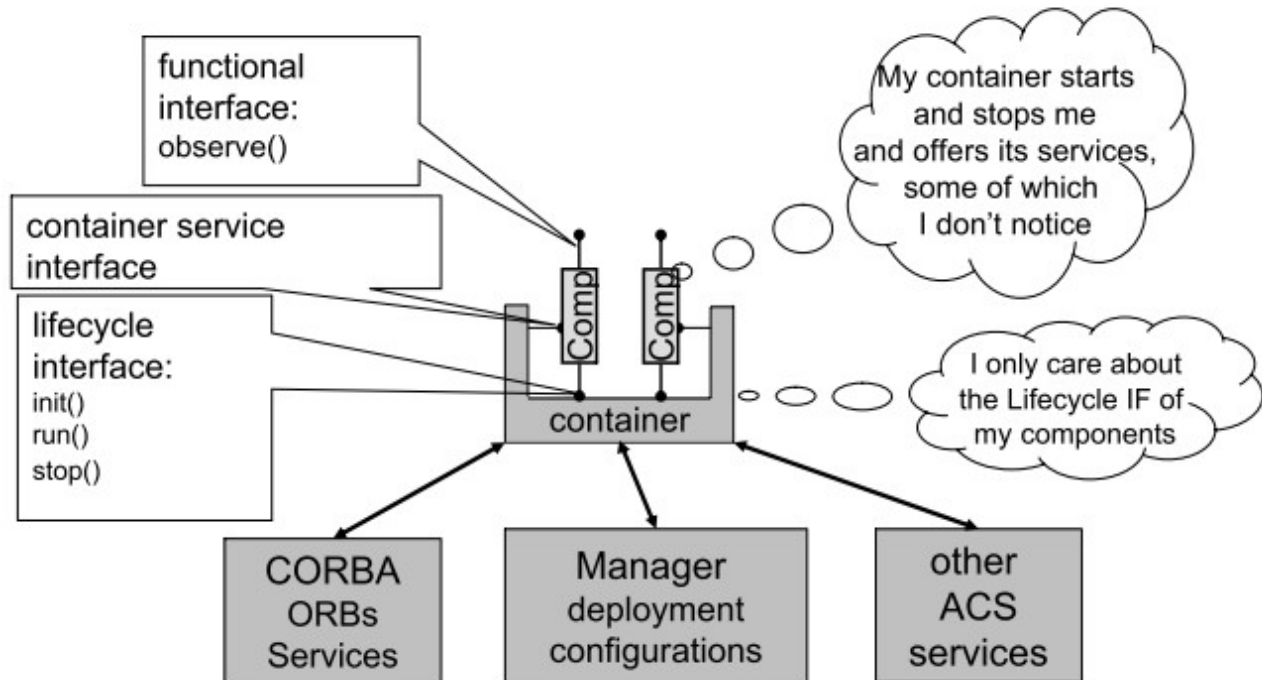 functional
interface:
observe()
My container starts
and stops me
and offers its services,
some of which
I don’t notice
container service
interface
lifecycle
interface:
init()
run()
stop()
Comp
Comp
container
I only care about
the Lifecycle IF of
my components
CORBA
ORBs
Services
Manager
deployment
configurations
other
ACS
services